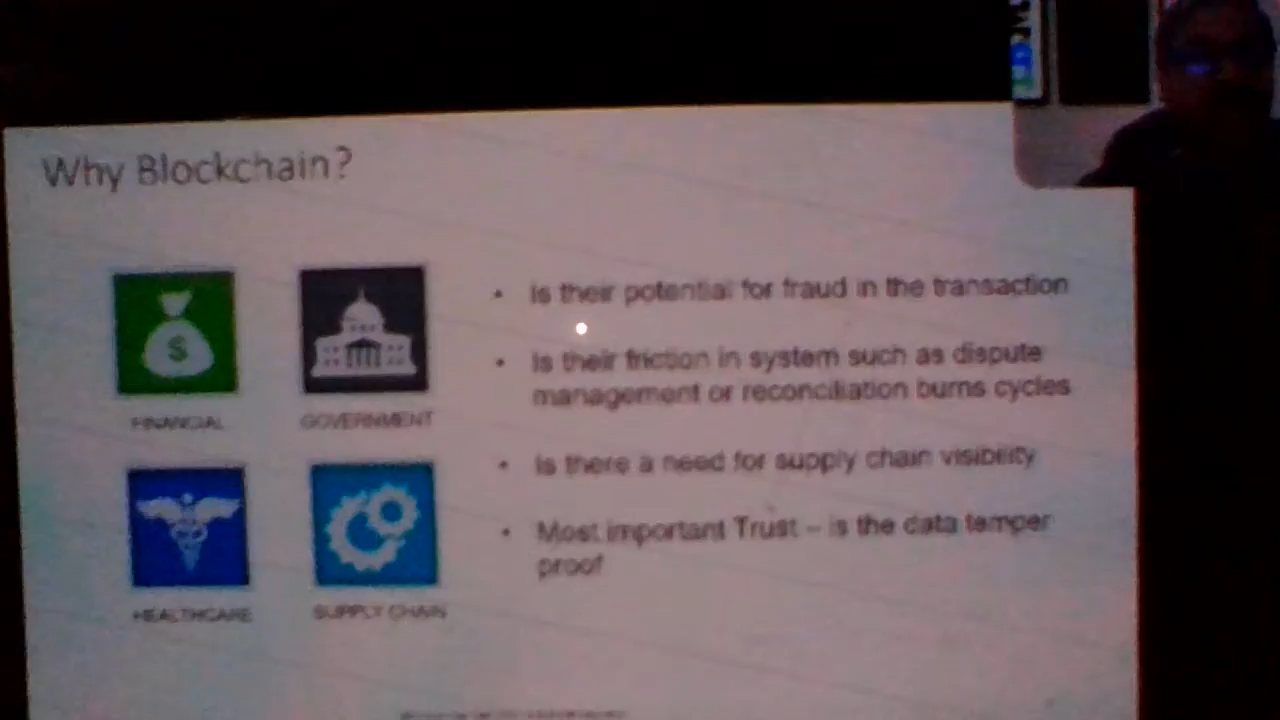 Why Blockchain?
FINANCIAL
GOVERNMENT
HEALTHCARE
SUPPLY CHAIN
• Is their potential for fraud in the transaction
• Is their friction in system such as dispute
management or reconciliation burns cycles
• Is there a need for supply chain visibility
• Most important Trust – is the data temper
proof